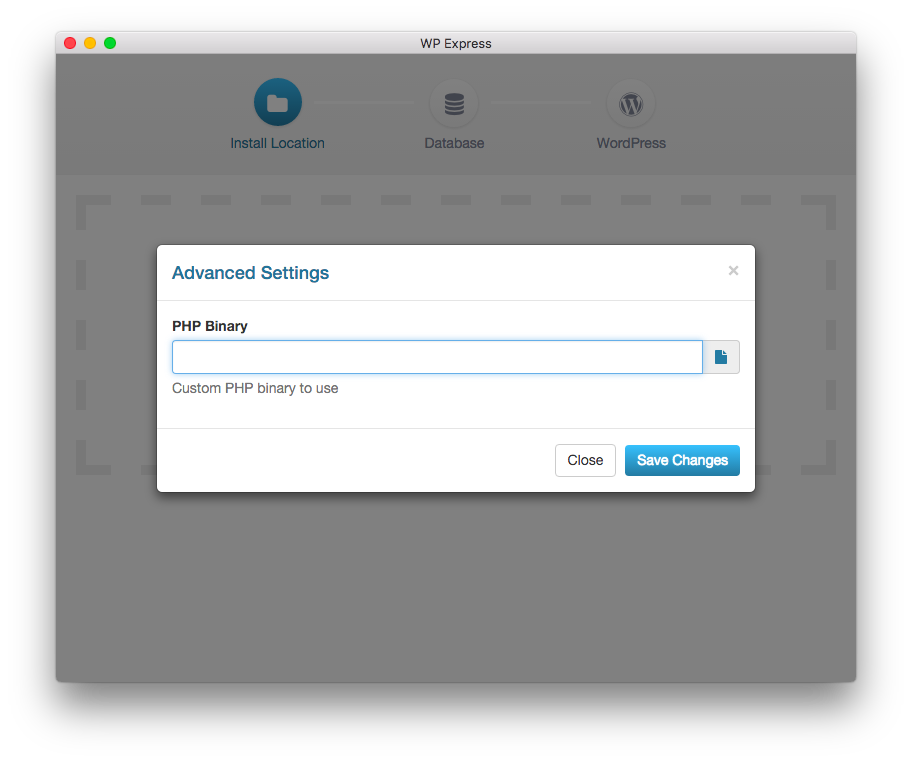 WP Express
Install Location
Database
WordPress
Advanced Settings
×
PHP Binary
Custom PHP binary to use
Close
Save Changes